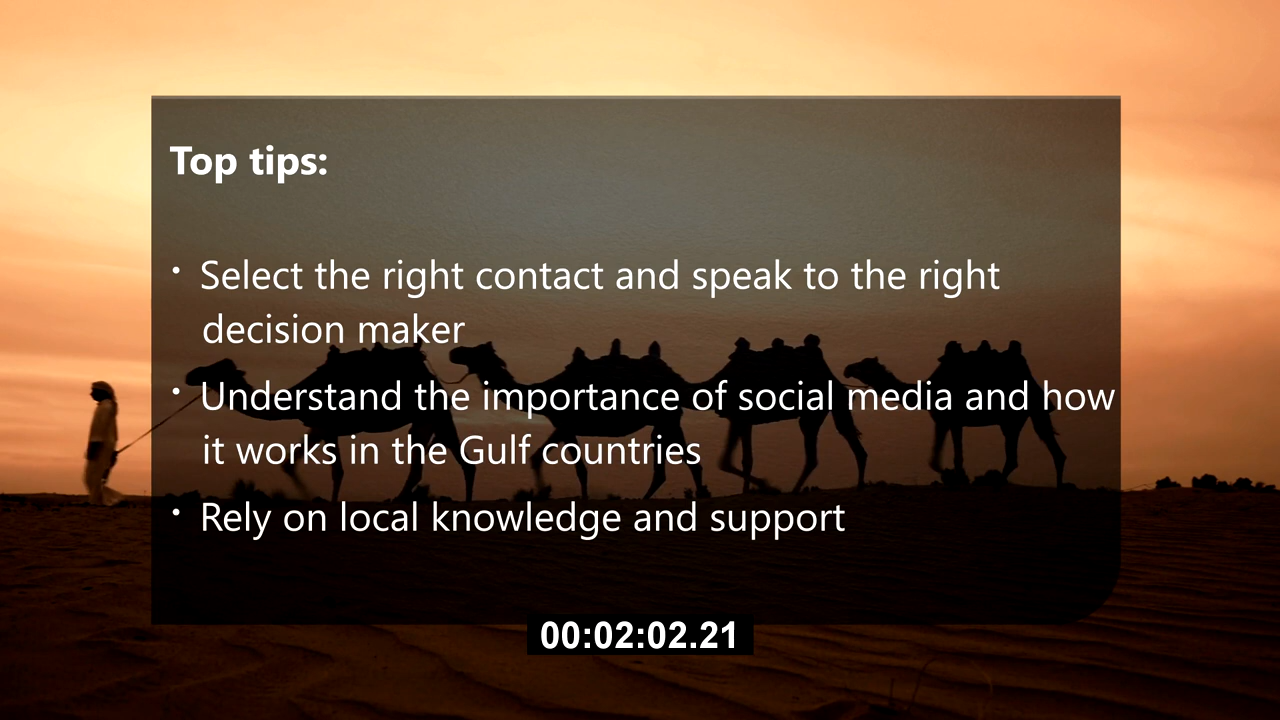 Top tips:
• Select the right contact and speak to the right
decision maker
• Understand the importance of social media and how
it works in the Gulf countries
• Rely on local knowledge and support
00:02:02.21